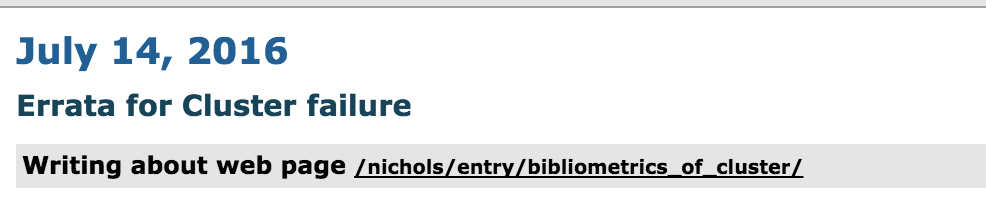 July 14, 2016
Errata for Cluster failure
Writing about web page /nichols/entry/bibliometrics_of_cluster/